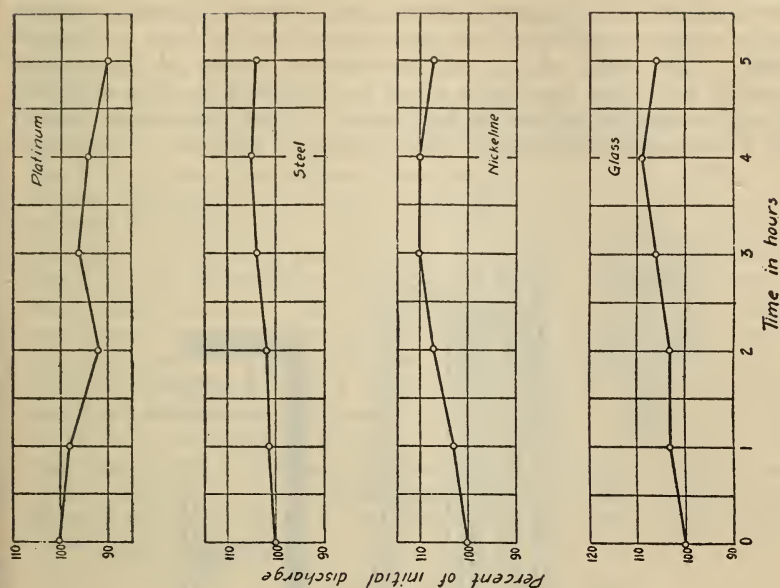 Platinum
110
100
90
Steel
110
100
90
Nickeline
110
100
90
Glass
120
110
100
90
0 1 2 3 4 5
Time in hours
Percent of initial discharge